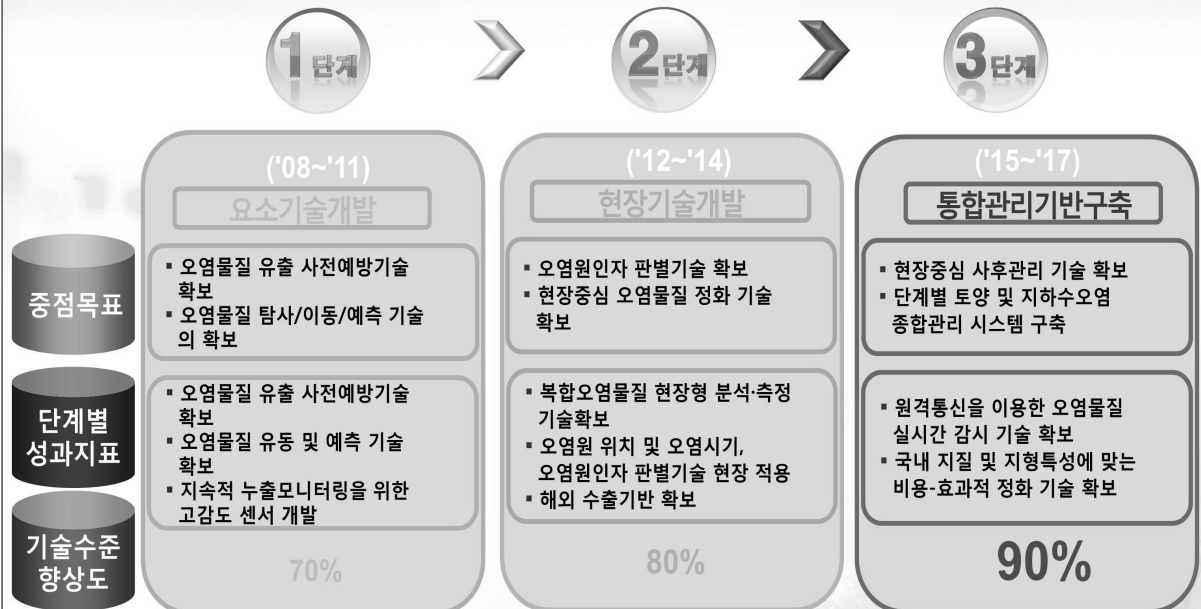 1단계
2단계
3단계
('08~'11)
요소기술개발
('12~'14)
현장기술개발
('15~'17)
통합관리기반구축
중점목표
▪ 오염물질 유출 사전예방기술
확보
▪ 오염물질 탐사/이동/예측 기술
의 확보
▪ 오염원인자 판별기술 확보
▪ 현장중심 오염물질 정화 기술
확보
▪ 현장중심 사후관리 기술 확보
▪ 단계별 토양 및 지하수오염
종합관리 시스템 구축
단계별
성과지표
▪ 오염물질 유출 사전예방기술
확보
▪ 오염물질 유동 및 예측 기술
확보
▪ 지속적 누출모니터링을 위한
고감도 센서 개발
▪ 복합오염물질 현장형 분석·측정
기술확보
▪ 오염원 위치 및 오염시기,
오염원인자 판별기술 현장 적용
▪ 해외 수출기반 확보
▪ 원격통신을 이용한 오염물질
실시간 감시 기술 확보
▪ 국내 지질 및 지형특성에 맞는
비용-효과적 정화 기술 확보
기술수준
향상도
70%
80%
90%